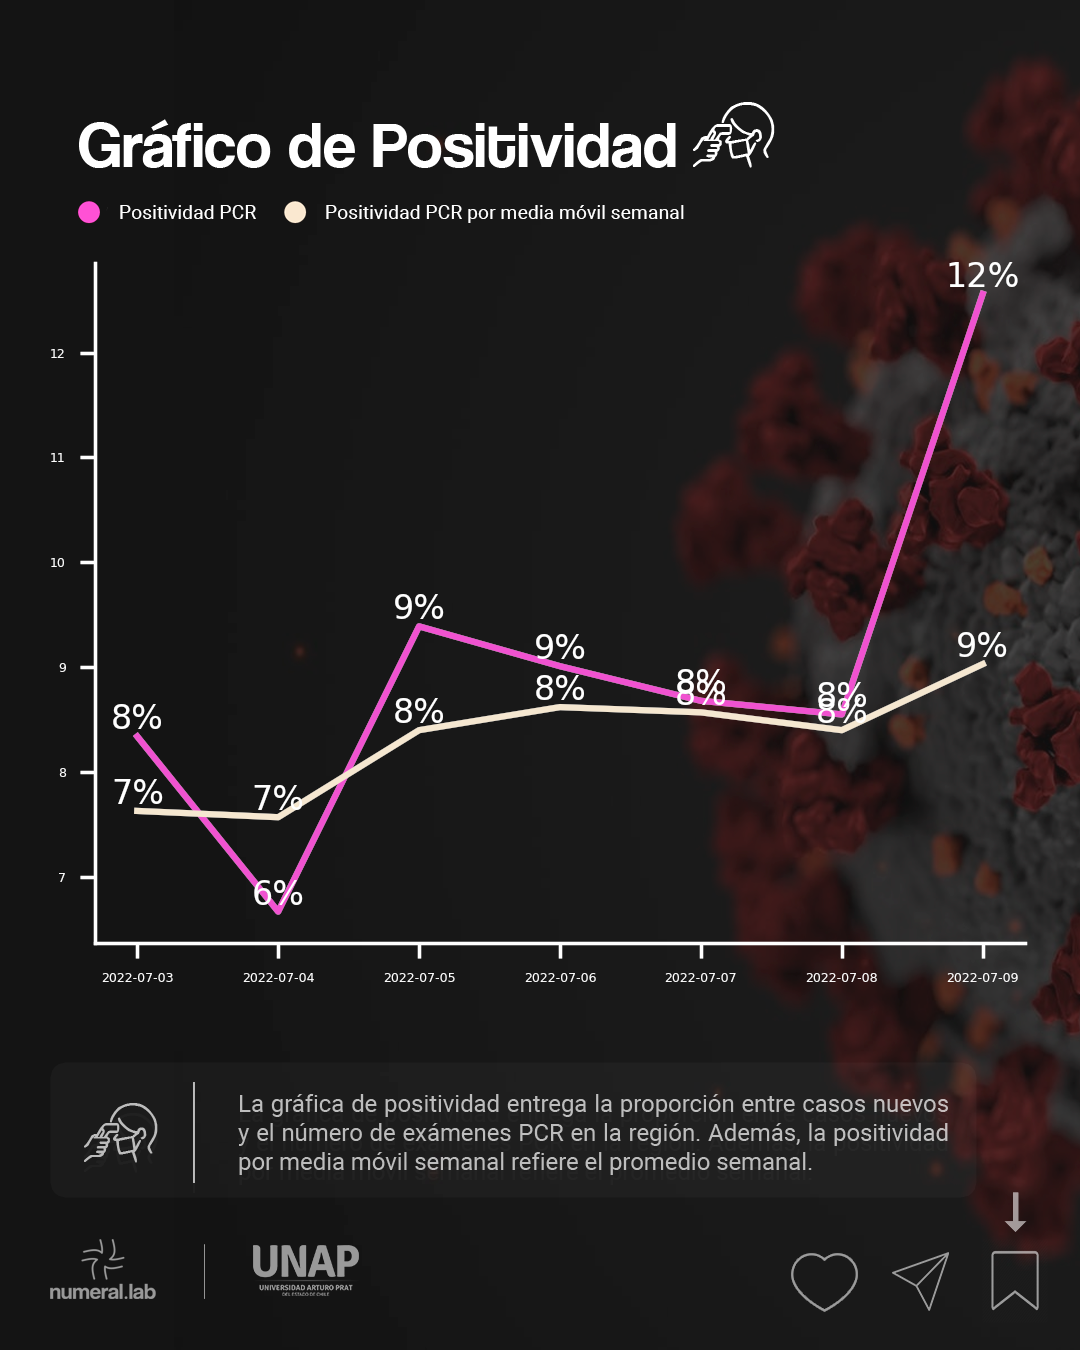 Gráfico de Positividad
Positividad PCR
Positividad PCR por media móvil semanal
12%
12
11
10
9%
9%
9%
9
8%
8%
8%
8%
8%
8%
8%
7%
7%
8
6%
7
2022-07-03
2022-07-04
2022-07-05
2022-07-06
2022-07-07
2022-07-08
2022-07-09
La gráfica de positividad entrega la proporción entre casos nuevos
y el número de exámenes PCR en la región. Además, la positividad
por media móvil semanal refiere el promedio semanal.
numeral.lab
UNAP
UNIVERSIDAD ARTURO PRAT
DEL ESTADO DE CHILE